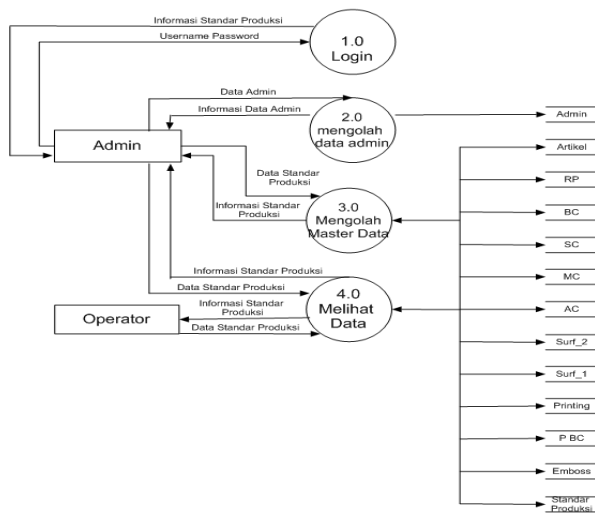 Informasi Standar Produksi
Username Password
1.0
Login
Data Admin
Informasi Data Admin
2.0
mengolah
data admin
Admin
Admin
Artikel
Data Standar
Produksi
RP
Informasi Standar
Produksi
3.0
Mengolah
Master Data
BC
SC
Informasi Standar Produksi
MC
Data Standar Produksi
4.0
Melihat
Data
Informasi Standar
Produksi
AC
Operator
Data Standar Produksi
Surf_2
Surf_1
Printing
P BC
Emboss
Standar
Produksi